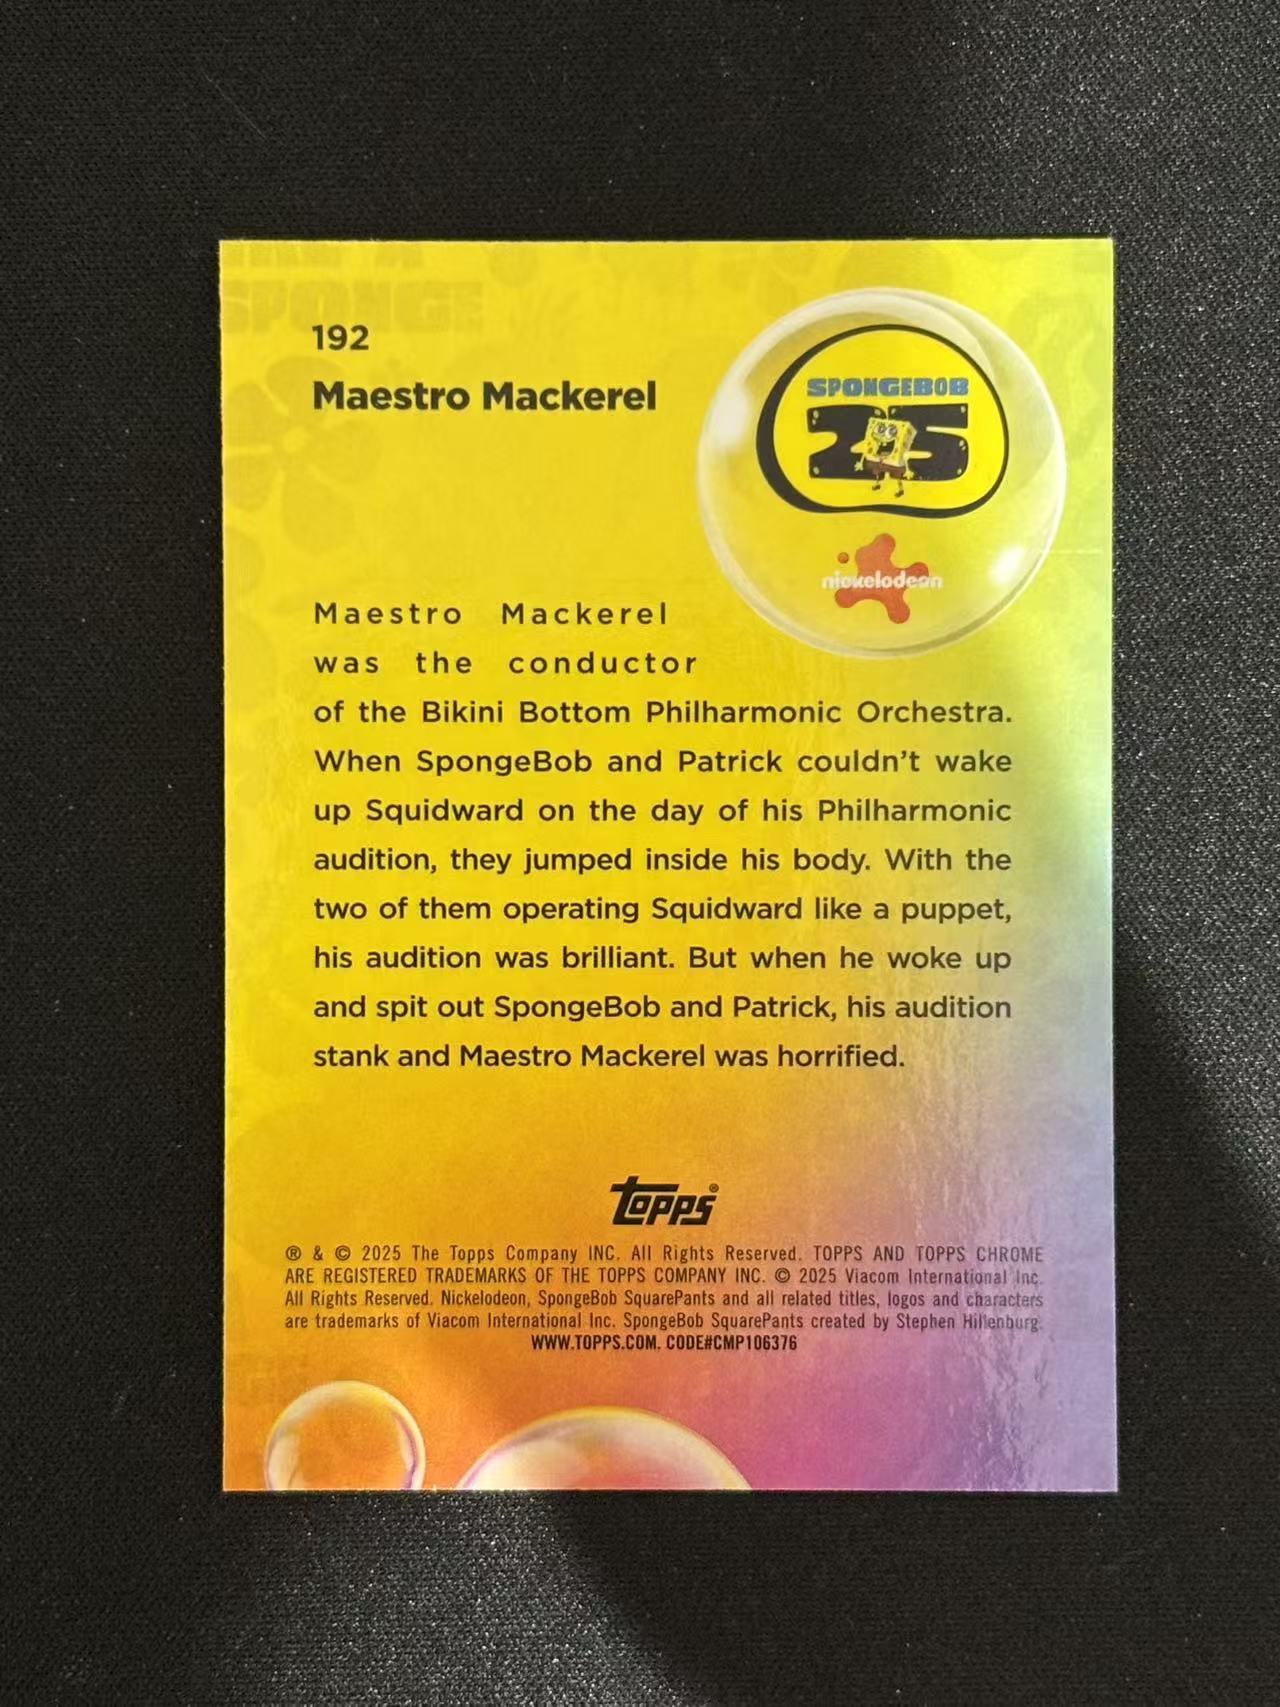 SPONGE
192
Maestro Mackerel
SPONGEBOB
25
nickelodeon
Maestro Mackerel
was the conductor
of the Bikini Bottom Philharmonic Orchestra.
When SpongeBob and Patrick couldn't wake
up Squidward on the day of his Philharmonic
audition, they jumped inside his body. With the
two of them operating Squidward like a puppet,
his audition was brilliant. But when he woke up
and spit out SpongeBob and Patrick, his audition
stank and Maestro Mackerel was horrified.
Topps®
® & © 2025 The Topps Company INC. All Rights Reserved. TOPPS AND TOPPS CHROME
ARE REGISTERED TRADEMARKS OF THE TOPPS COMPANY INC. © 2025 Viacom International Inc.
All Rights Reserved. Nickelodeon, SpongeBob SquarePants and all related titles, logos and characters
are trademarks of Viacom International Inc. SpongeBob SquarePants created by Stephen Hillenburg.
WWW.TOPPS.COM. CODE#CMP106376